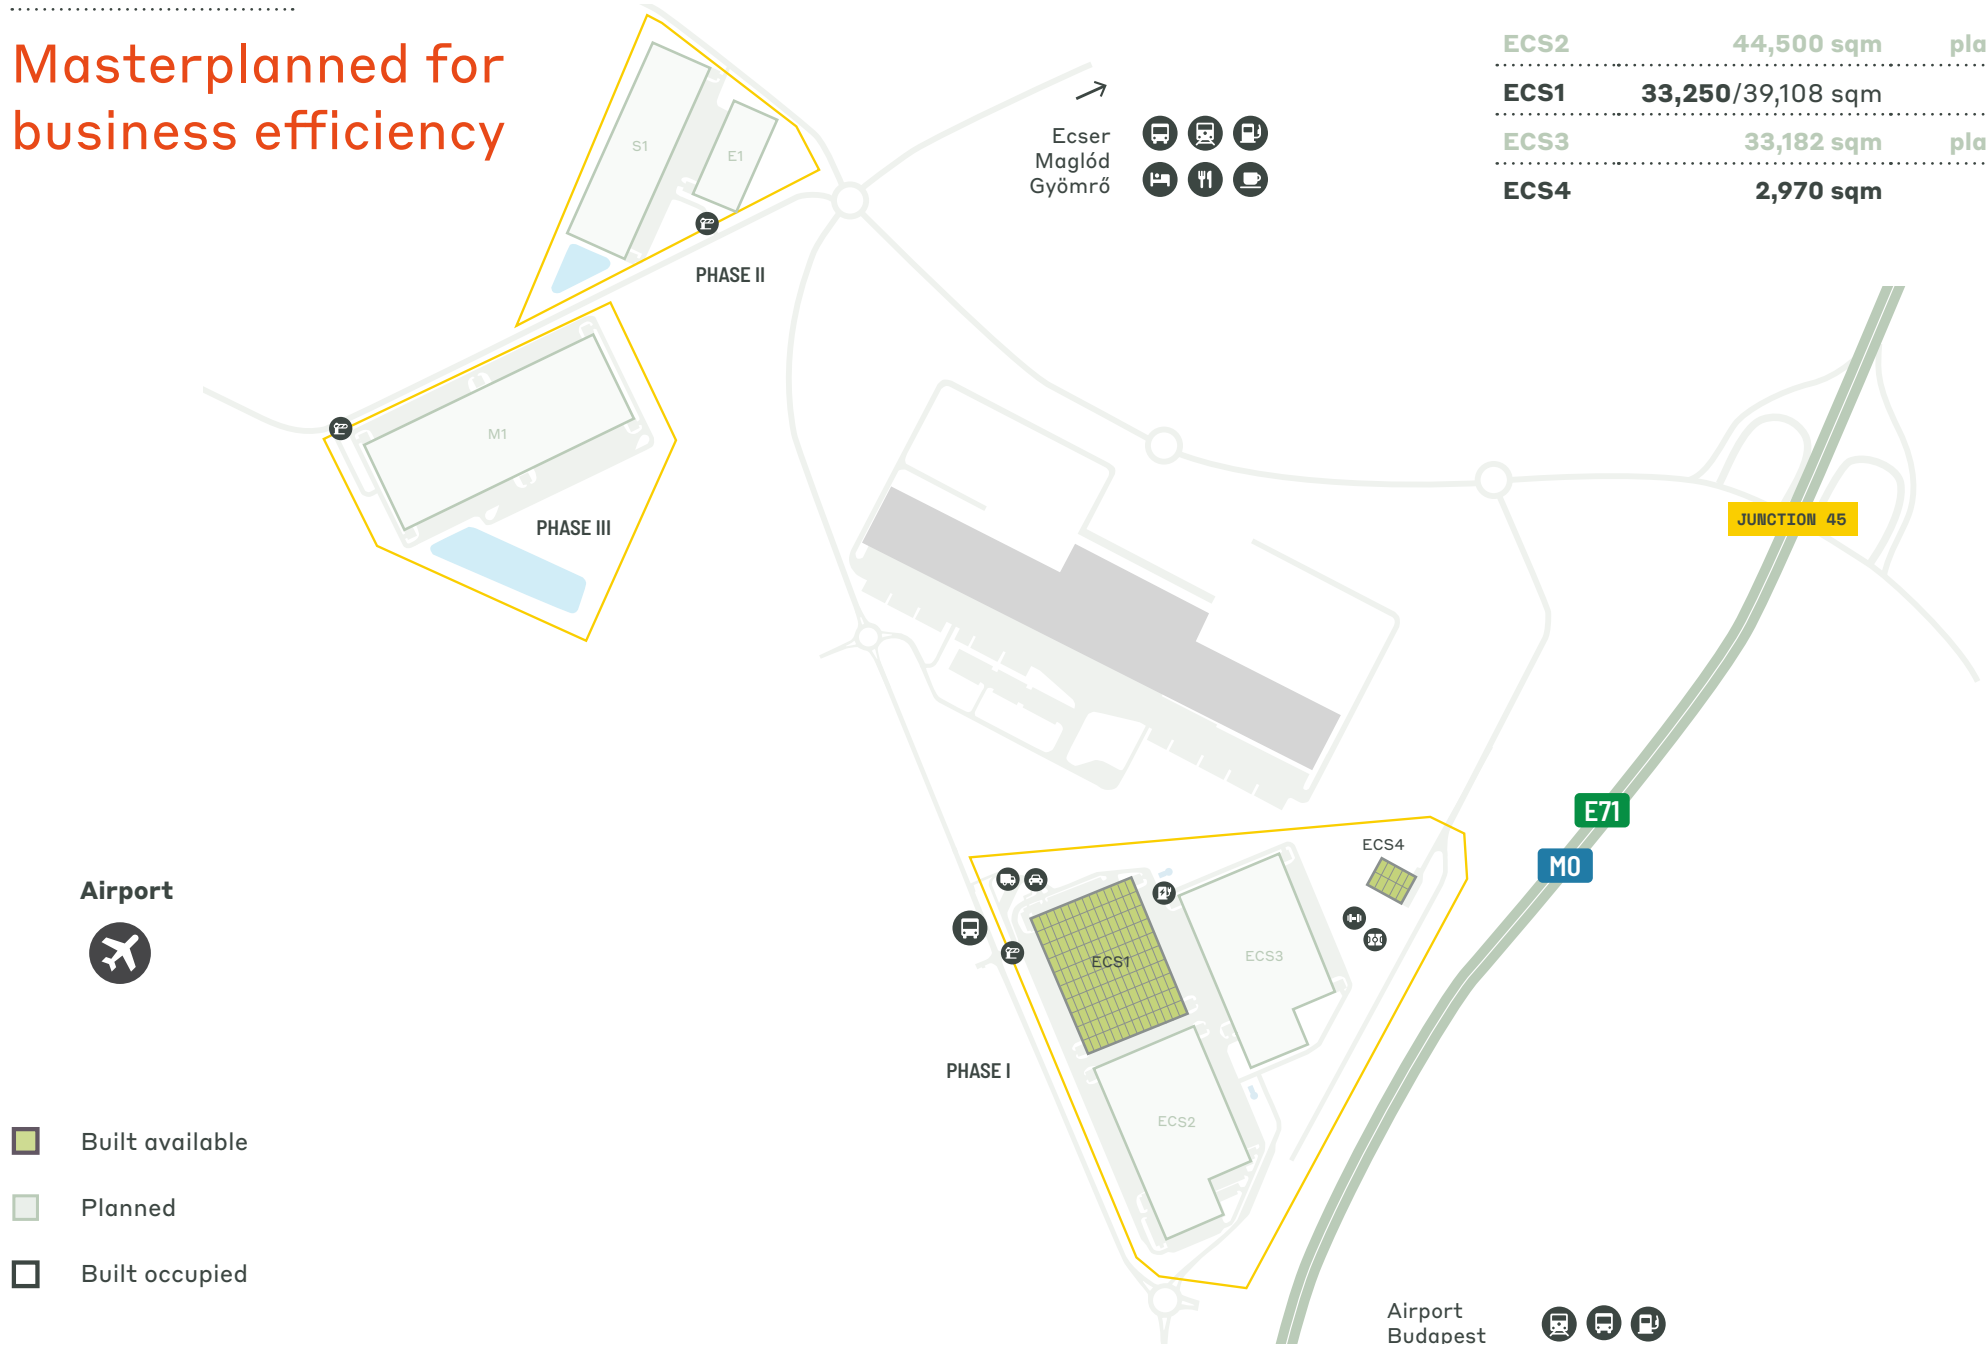 Masterplanned for
business efficiency
ECS2 44,500 sqm pla
ECS1 33,250/39,108 sqm
ECS3 33,182 sqm pla
ECS4 2,970 sqm
Ecser
Maglód
Gyömrő
S1
E1
PHASE II
M1
PHASE III
JUNCTION 45
E71
M0
ECS4
Airport
ECS1
ECS3
PHASE I
ECS2
Built available
Planned
Built occupied
Airport
Budapest